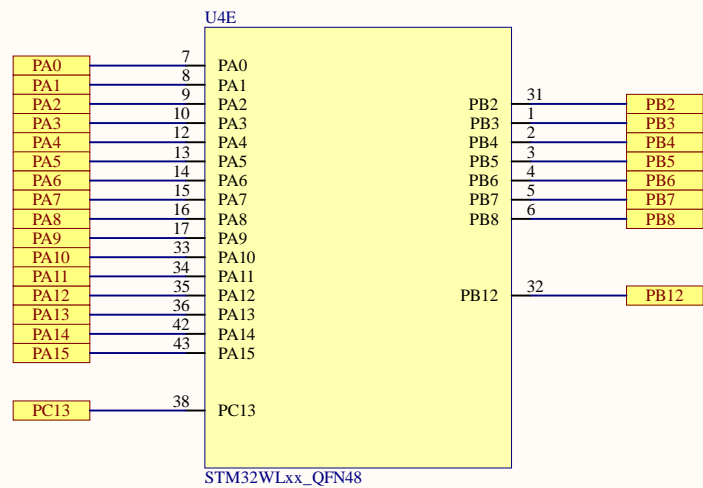 U4E
PA0 7 PA0
PA1 8 PA1
PA2 9 PA2 PB2 31 PB2
PA3 10 PA3 PB3 1 PB3
PA4 12 PA4 PB4 2 PB4
PA5 13 PA5 PB5 3 PB5
PA6 14 PA6 PB6 4 PB6
PA7 15 PA7 PB7 5 PB7
PA8 16 PA8 PB8 6 PB8
PA9 17 PA9
PA10 33 PA10
PA11 34 PA11
PA12 35 PA12 PB12 32 PB12
PA13 36 PA13
PA14 42 PA14
PA15 43 PA15
PC13 38 PC13
STM32WLxx_QFN48